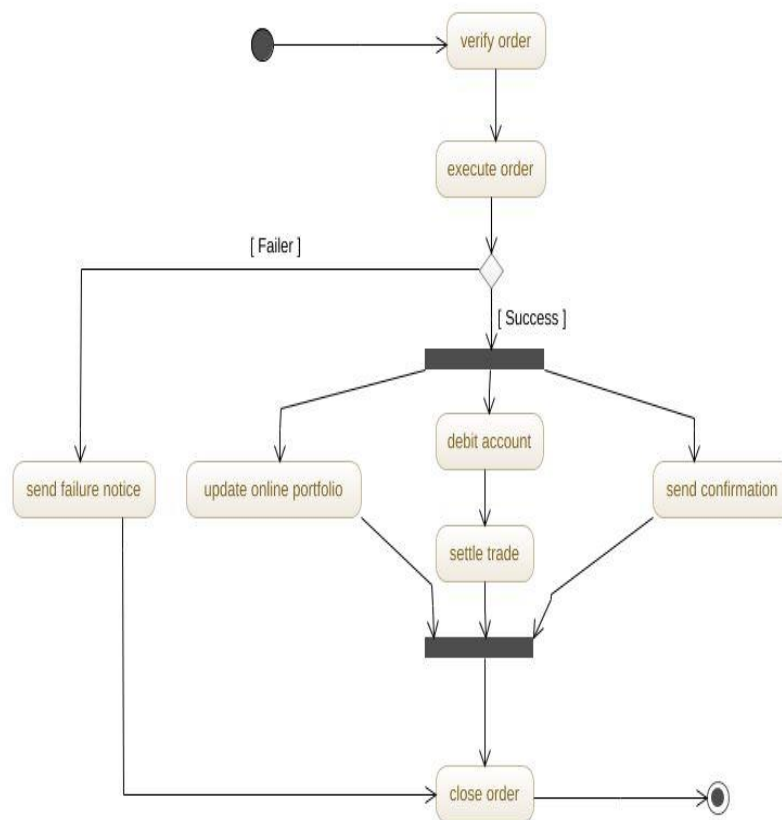 verify order
execute order
[ Failer ]
[ Success ]
debit account
send failure notice
update online portfolio
send confirmation
settle trade
close order